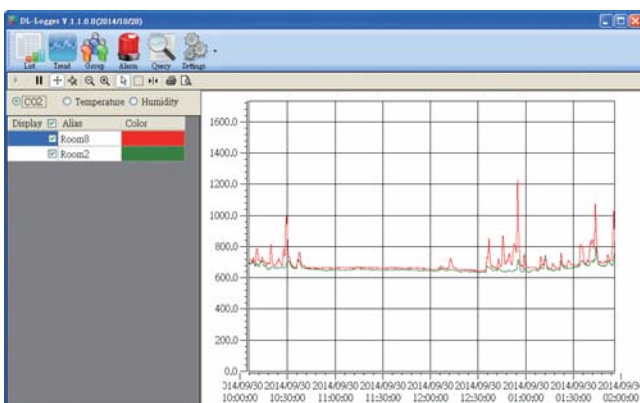 DL-Logger V 1.1.0.0(2014/10/20)
List Trend Group Alarm Query Settings
CO2 Temperature Humidity
Display Alias Color
Room8
Room2
1600.0
1400.0
1200.0
1000.0
800.0
600.0
400.0
200.0
0.0
014/09/30 2014/09/30 2014/09/30 2014/09/30 2014/09/30 2014/09/30 2014/09/30 2014/09/30 2014/09/30
10:00:00 10:30:00 11:00:00 11:30:00 12:00:00 12:30:00 01:00:00 01:30:00 02:00:00